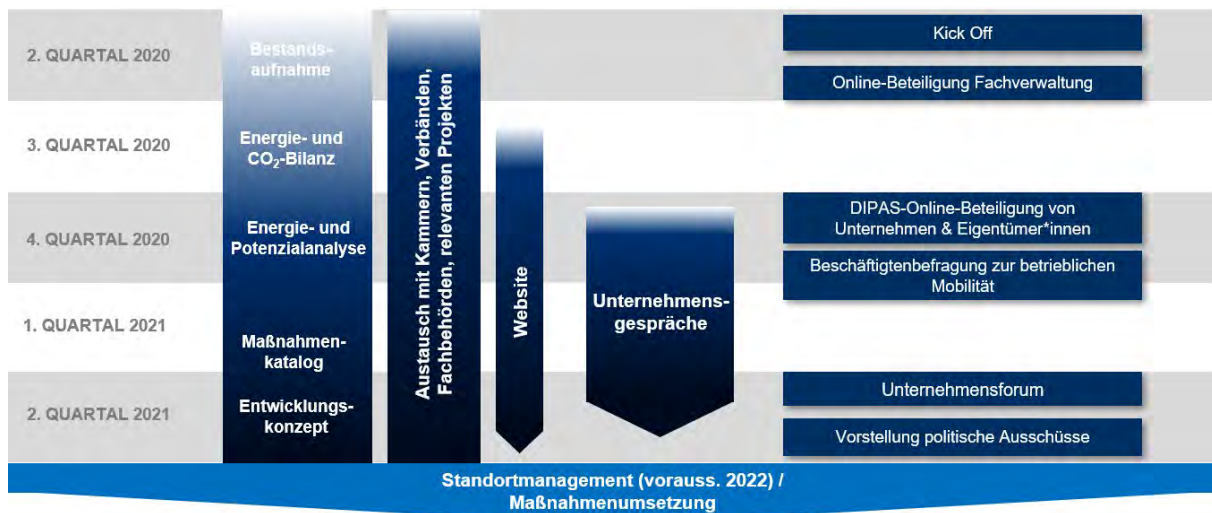 2. QUARTAL 2020
3. QUARTAL 2020
4. QUARTAL 2020
1. QUARTAL 2021
2. QUARTAL 2021
Bestands-
aufnahme
Energie- und
CO₂-Bilanz
Energie- und
Potenzialanalyse
Maßnahmen-
katalog
Entwicklungs-
konzept
Austausch mit Kammern, Verbänden,
Fachbehörden, relevanten Projekten
Website
Unternehmens-
gespräche
Kick Off
Online-Beteiligung Fachverwaltung
DIPAS-Online-Beteiligung von
Unternehmen & Eigentümer*innen
Beschäftigtenbefragung zur betrieblichen
Mobilität
Unternehmensforum
Vorstellung politische Ausschüsse
Standortmanagement (vorauss. 2022) /
Maßnahmenumsetzung